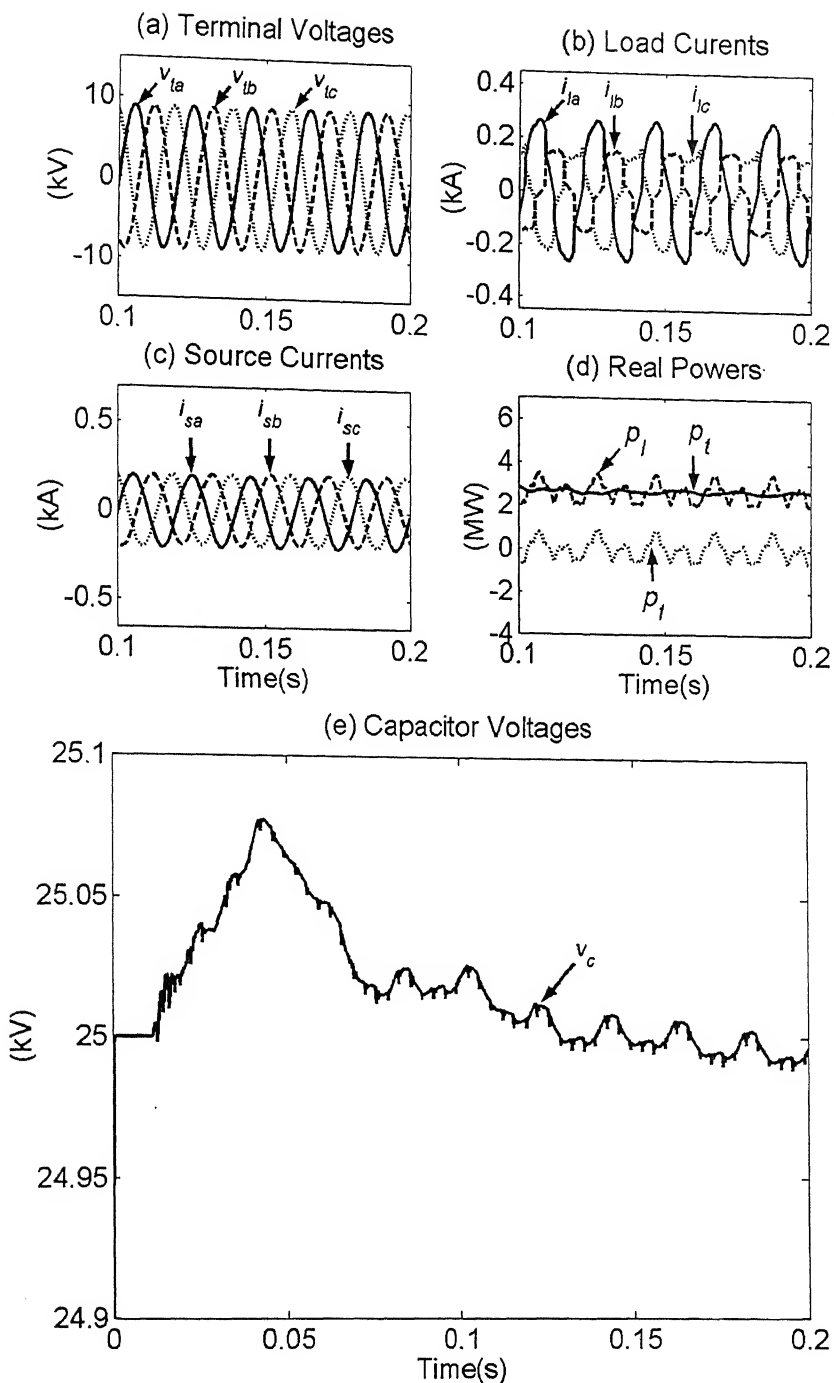 (a) Terminal Voltages
v_ta v_tb v_tc
10
0
-10
(kV)
0.1 0.15 0.2
(b) Load Curents
i_la i_lb i_lc
0.4
0.2
0
-0.2
-0.4
(kA)
0.1 0.15 0.2
(c) Source Currents
i_sa i_sb i_sc
0.5
0
-0.5
(kA)
0.1 0.15 0.2
Time(s)
(d) Real Powers
p_l p_t
6
4
2
0
-2
-4
(MW)
p_f
0.1 0.15 0.2
Time(s)
(e) Capacitor Voltages
25.1
25.05
25
24.95
24.9
(kV)
v_c
0 0.05 0.1 0.15 0.2
Time(s)